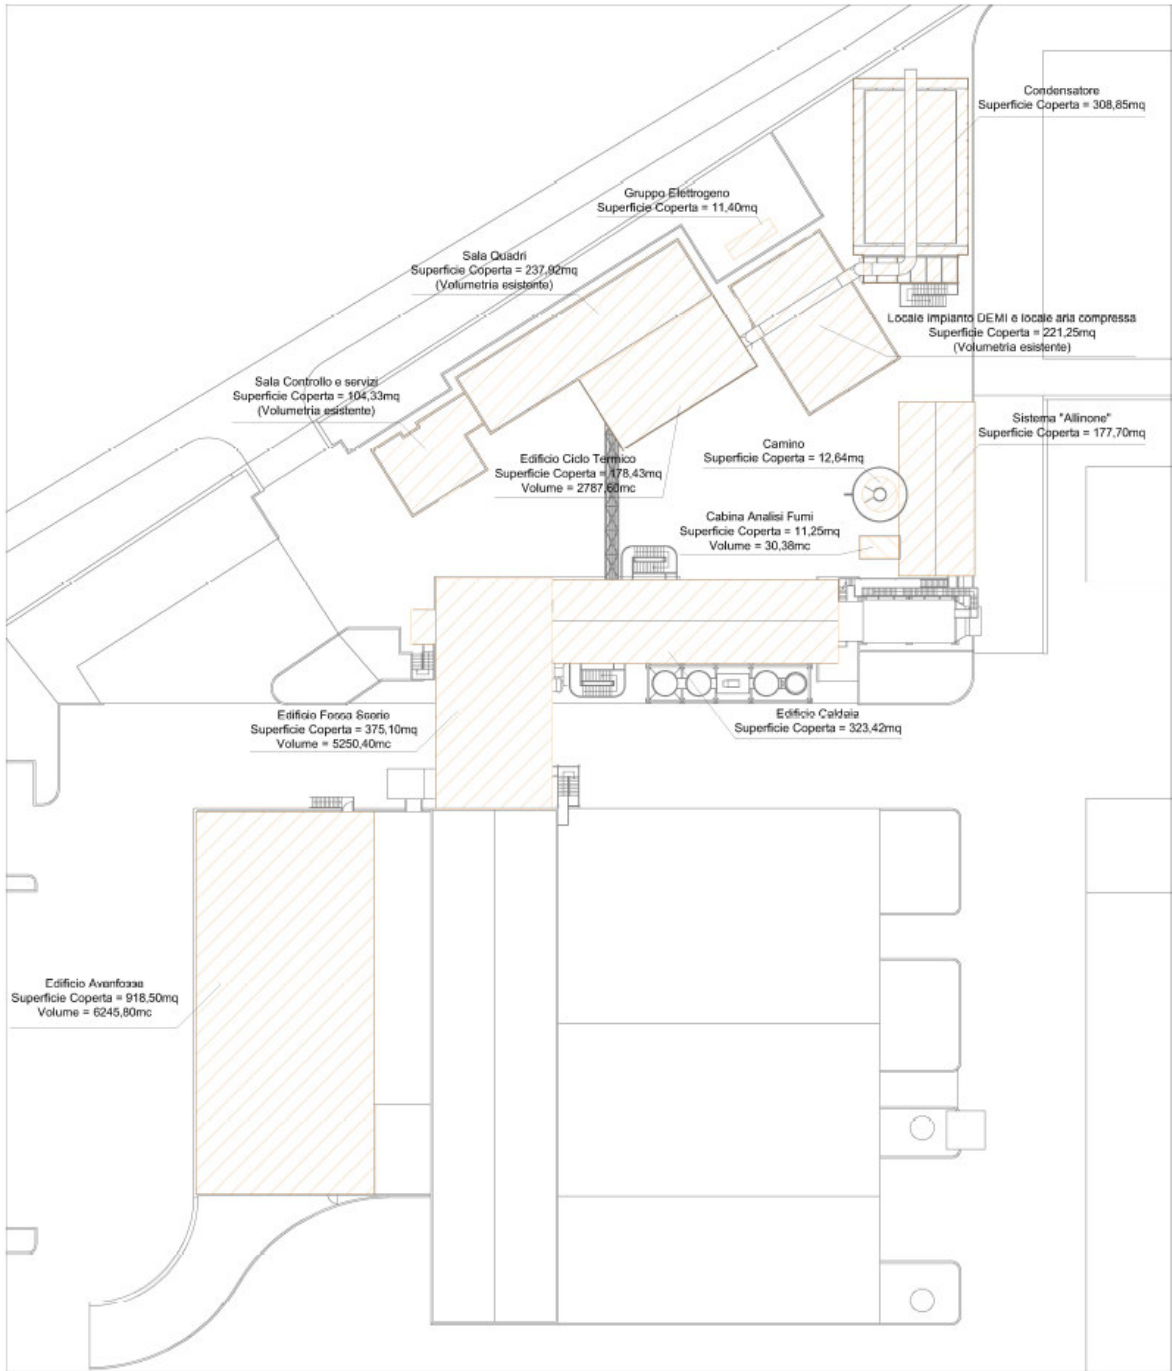 Condensatore
Superficie Coperta = 308,85mq
Gruppo Elettrogeno
Superficie Coperta = 11,40mq
Sala Quadri
Superficie Coperta = 237,92mq
(Volumetria esistente)
Locale impianto DEMI e locale aria compressa
Superficie Coperta = 221,25mq
(Volumetria esistente)
Sala Controllo e servizi
Superficie Coperta = 104,33mq
(Volumetria esistente)
Sistema "Allinone"
Superficie Coperta = 177,70mq
Camino
Superficie Coperta = 12,64mq
Edificio Ciclo Termico
Superficie Coperta = 178,43mq
Volume = 2787,60mc
Cabina Analisi Fumi
Superficie Coperta = 11,25mq
Volume = 30,38mc
Edificio Fossa Scorie
Superficie Coperta = 375,10mq
Volume = 5250,40mc
Edificio Caldaia
Superficie Coperta = 323,42mq
Edificio Avanfossa
Superficie Coperta = 918,50mq
Volume = 6245,80mc